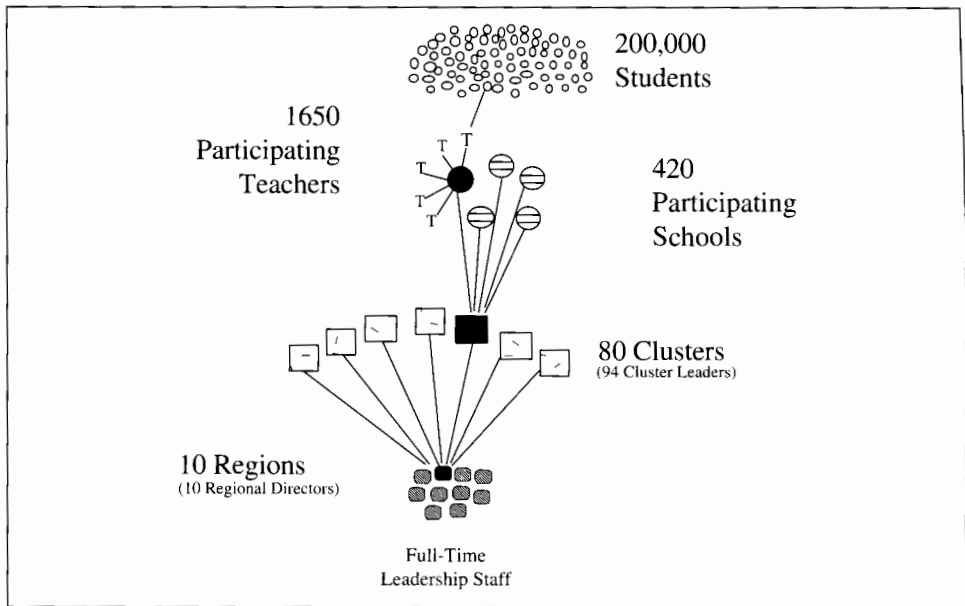 200,000
Students
1650
Participating
Teachers
T
T
T
T
T
420
Participating
Schools
80 Clusters
(94 Cluster Leaders)
10 Regions
(10 Regional Directors)
Full-Time
Leadership Staff